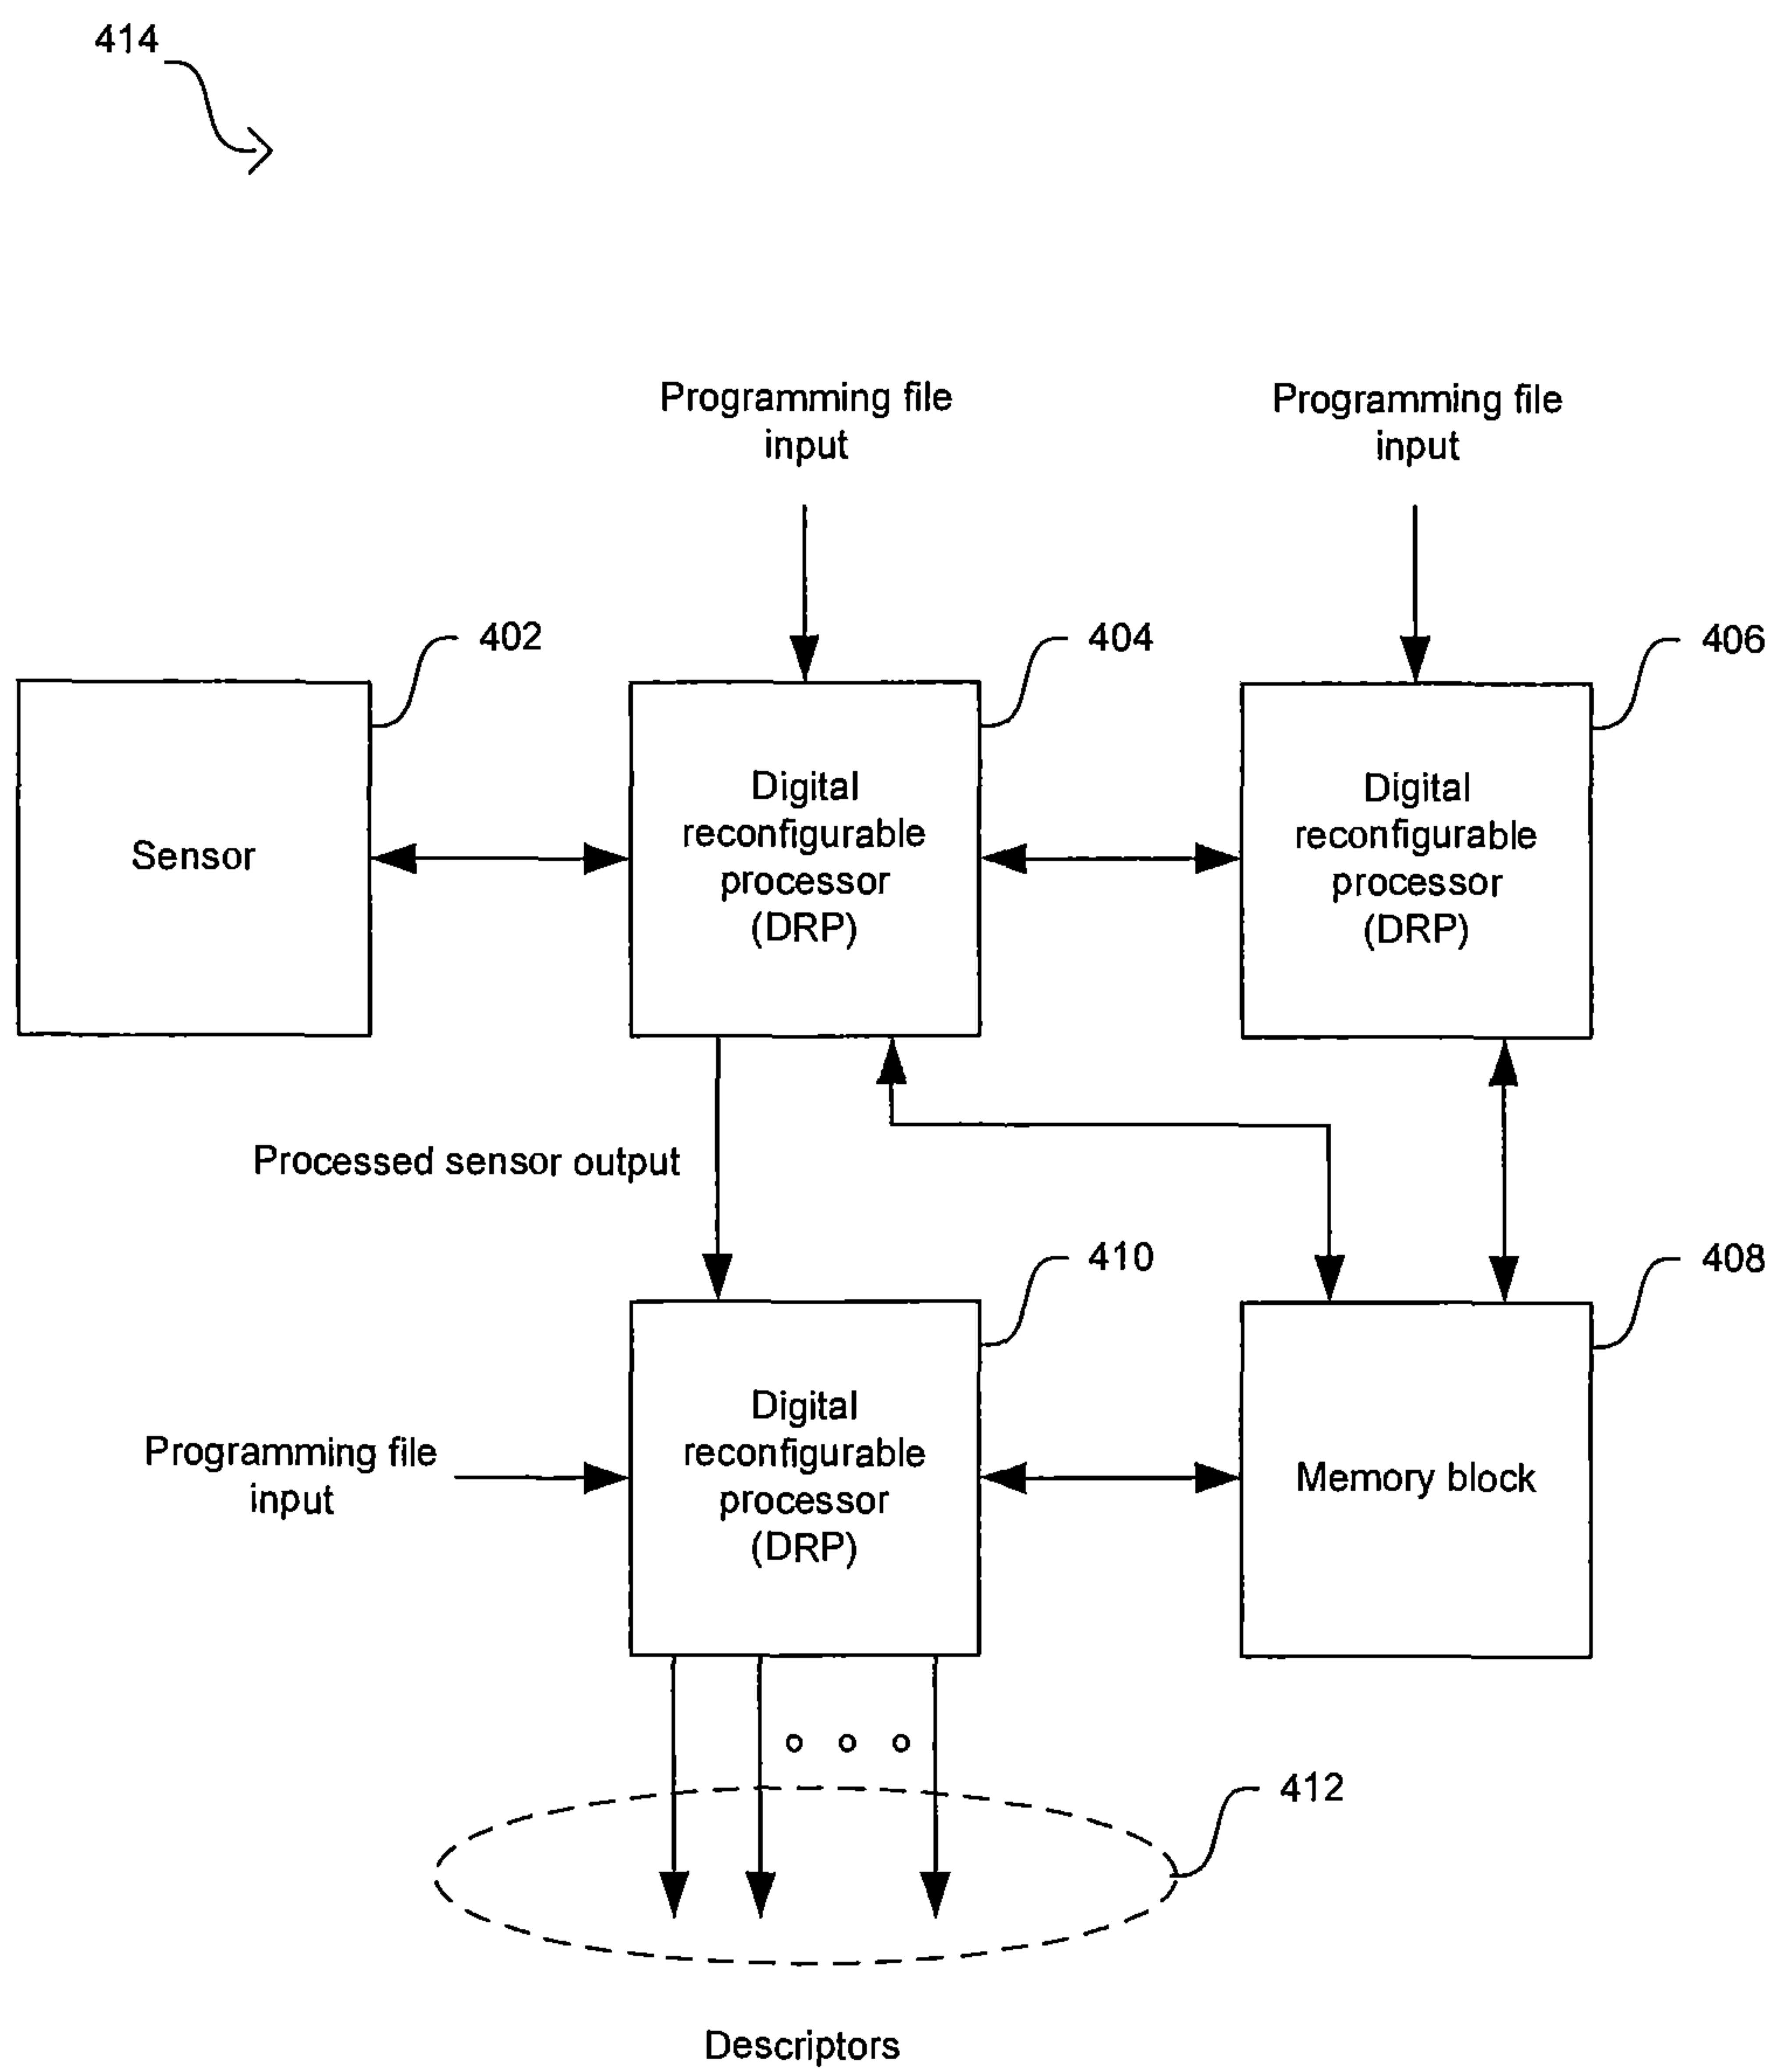 414
Programming file
input
Programming file
input
402
404
406
Sensor
Digital
reconfigurable
processor
(DRP)
Digital
reconfigurable
processor
(DRP)
Processed sensor output
410
408
Programming file
input
Digital
reconfigurable
processor
(DRP)
Memory block
412
Descriptors